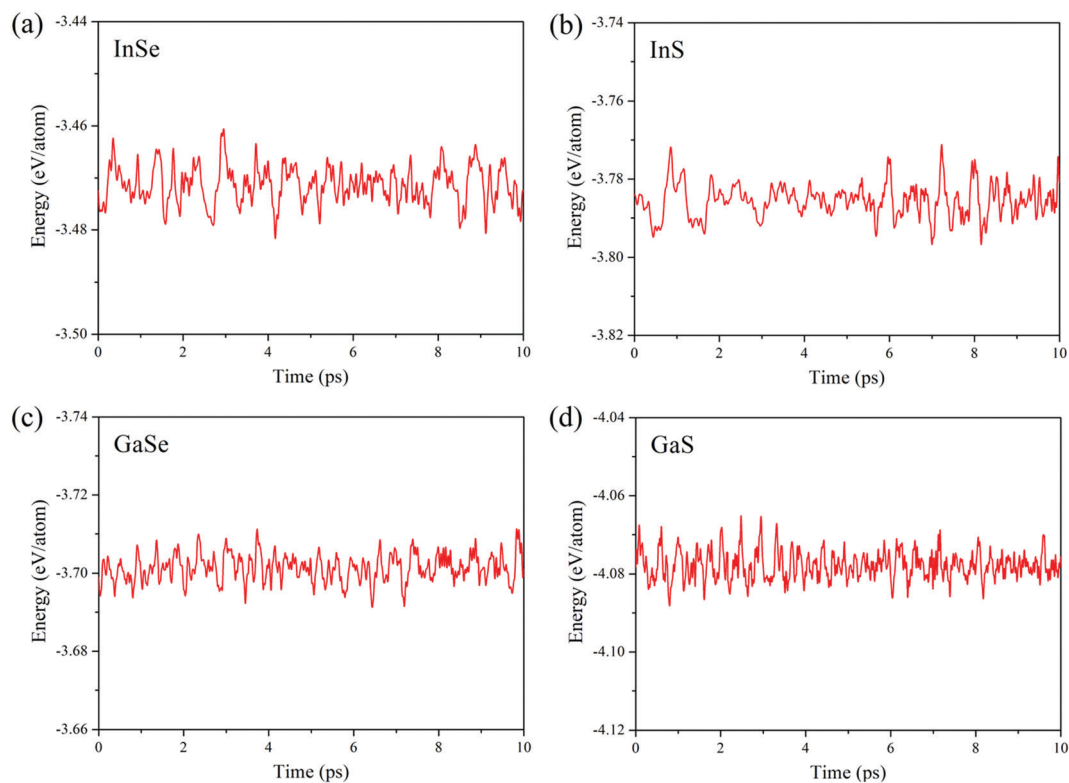 (a)
InSe
Energy (eV/atom)
-3.44
-3.46
-3.48
-3.50
0 2 4 6 8 10
Time (ps)
(b)
InS
Energy (eV/atom)
-3.74
-3.76
-3.78
-3.80
-3.82
0 2 4 6 8 10
Time (ps)
(c)
GaSe
Energy (eV/atom)
-3.74
-3.72
-3.70
-3.68
-3.66
0 2 4 6 8 10
Time (ps)
(d)
GaS
Energy (eV/atom)
-4.04
-4.06
-4.08
-4.10
-4.12
0 2 4 6 8 10
Time (ps)